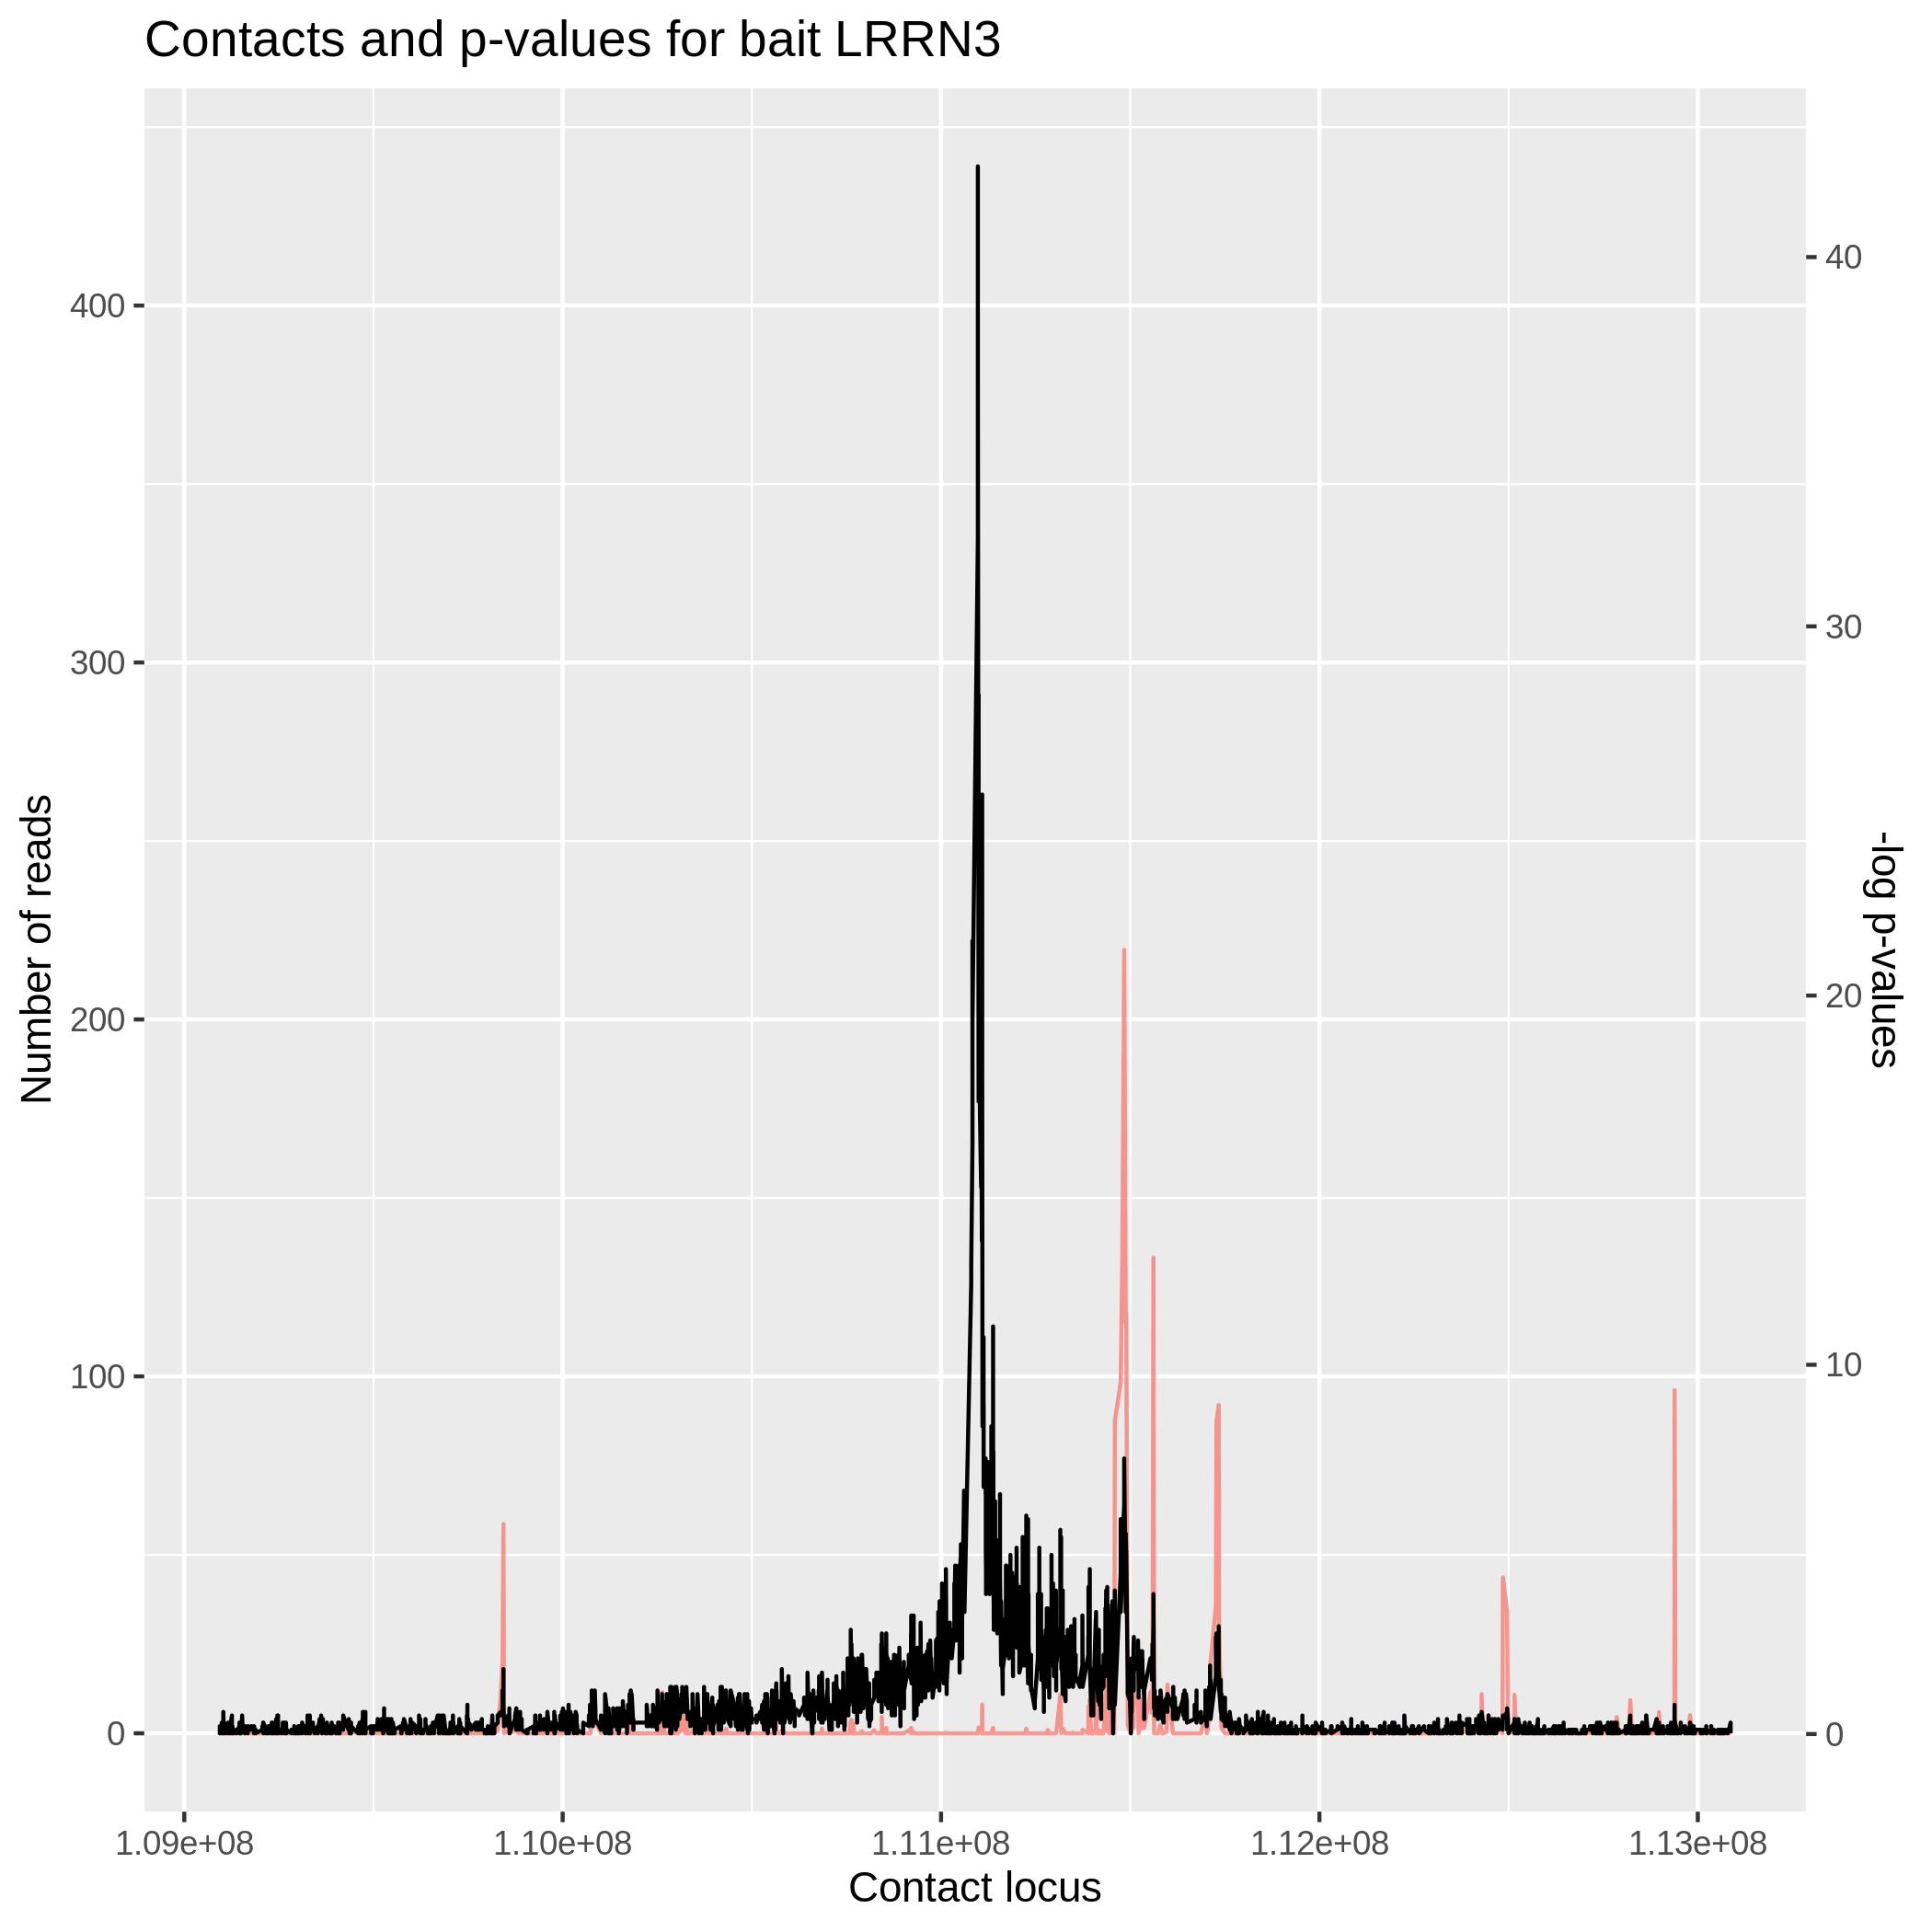 Contacts and p-values for bait LRRN3
Number of reads
400
300
200
100
0
40
30
20
10
0
-log p-values
1.09e+08
1.10e+08
1.11e+08
1.12e+08
1.13e+08
Contact locus